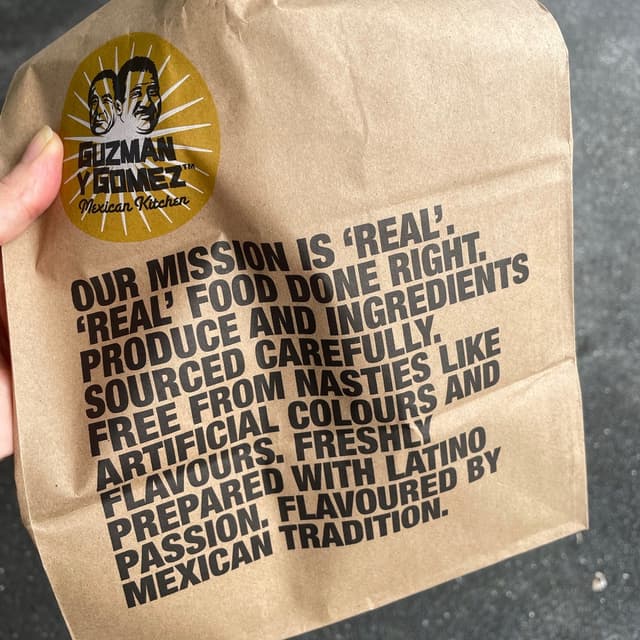 GUZMAN
Y GOMEZ™
Mexican Kitchen
OUR MISSION IS ‘REAL’.
‘REAL’ FOOD DONE RIGHT.
PRODUCE AND INGREDIENTS
SOURCED CAREFULLY.
FREE FROM NASTIES LIKE
ARTIFICIAL COLOURS AND
FLAVOURS. FRESHLY
PREPARED WITH LATINO
PASSION. FLAVOURED BY
MEXICAN TRADITION.